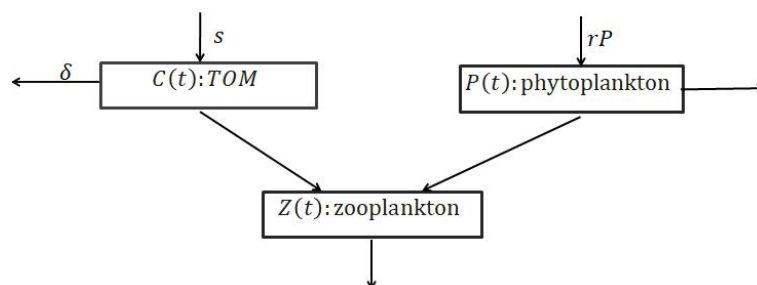 s
rP
δ
C(t): TOM
P(t): phytoplankton
Z(t): zooplankton